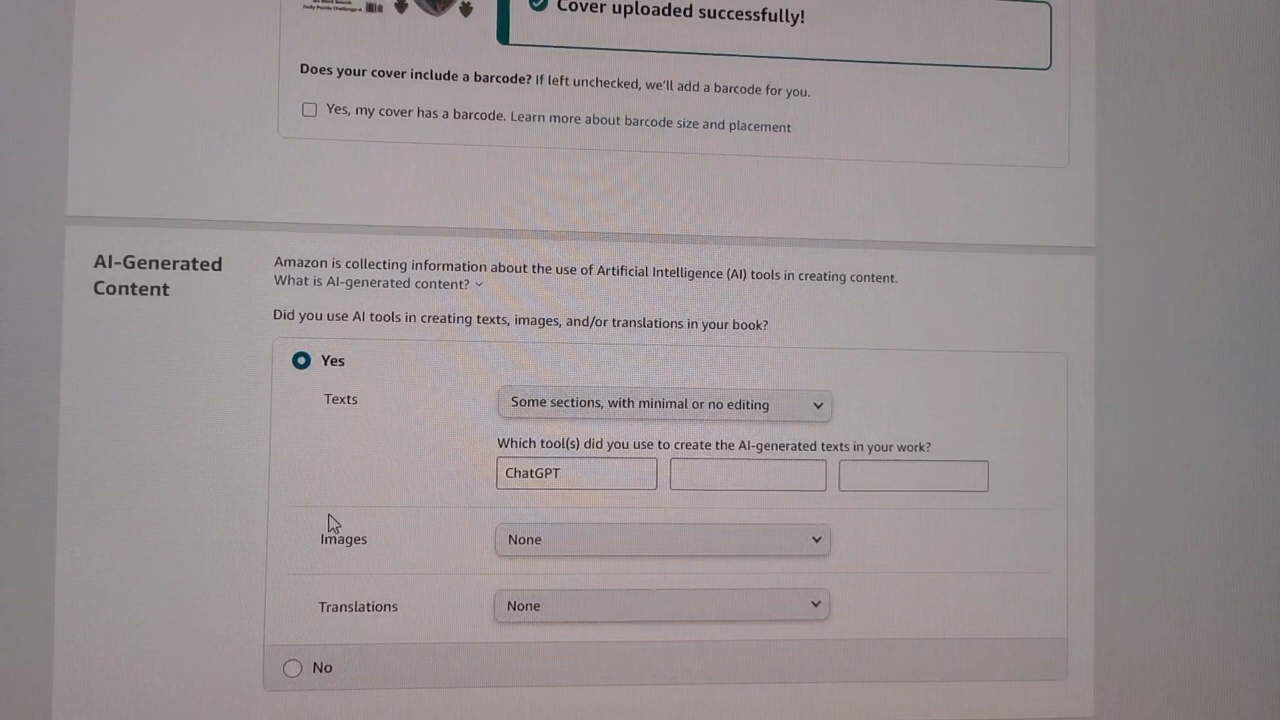 Cover uploaded successfully!
Does your cover include a barcode? If left unchecked, we'll add a barcode for you.
Yes, my cover has a barcode. Learn more about barcode size and placement
AI-Generated Content
Amazon is collecting information about the use of Artificial Intelligence (AI) tools in creating content.
What is AI-generated content?
Did you use AI tools in creating texts, images, and/or translations in your book?
Yes
Texts
Some sections, with minimal or no editing
Which tool(s) did you use to create the AI-generated texts in your work?
ChatGPT
Images
None
Translations
None
No